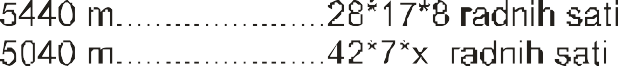 5440 m.......................28*17*8 radnih sati
5040 m.......................42*7*x radnih sati